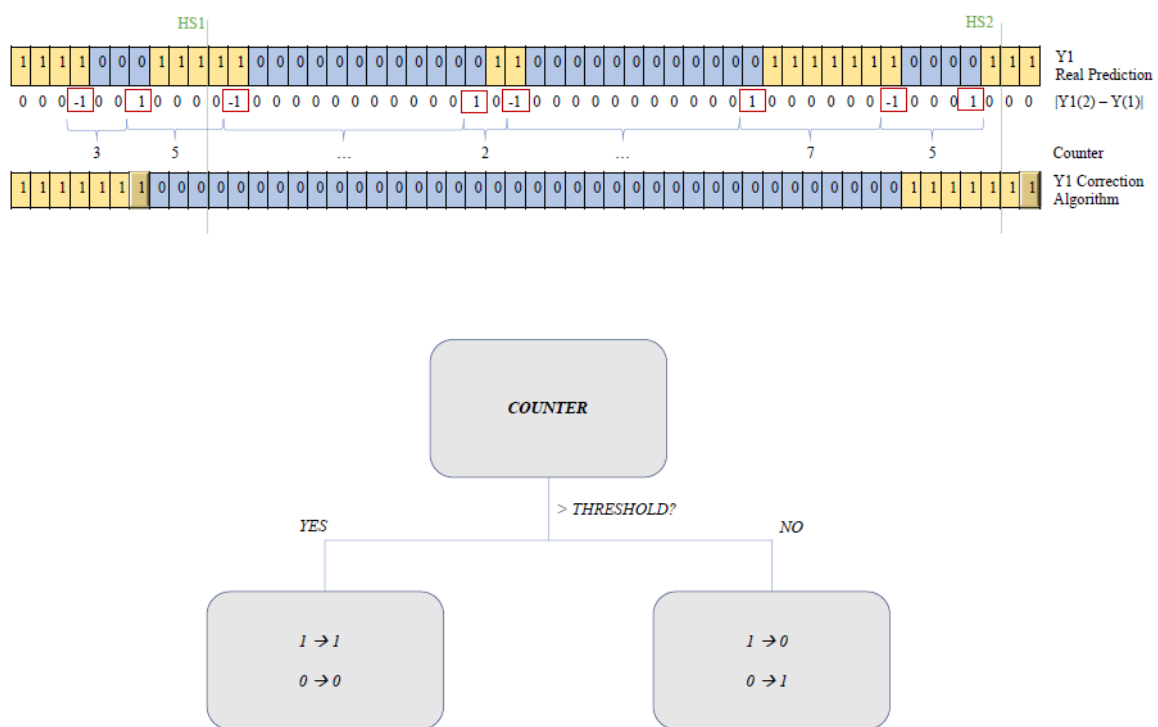 HS1 HS2
1 1 1 1 0 0 0 1 1 1 1 1 0 0 0 0 0 0 0 0 0 0 0 0 1 1 0 0 0 0 0 0 0 0 0 0 0 0 1 1 1 1 1 1 1 0 0 0 0 1 1 1 Y1
Real Prediction
0 0 0 -1 0 0 1 0 0 0 0 -1 0 0 0 0 0 0 0 0 0 0 0 1 0 -1 0 0 0 0 0 0 0 0 0 0 0 1 0 0 0 0 0 0 -1 0 0 0 1 0 0 0 |Y1(2) – Y(1)|
3 5 ... 2 ... 7 5 Counter
1 1 1 1 1 1 1 0 0 0 0 0 0 0 0 0 0 0 0 0 0 0 0 0 0 0 0 0 0 0 0 0 0 0 0 0 0 0 0 0 0 0 0 0 0 1 1 1 1 1 1 1 Y1 Correction
Algorithm
COUNTER
> THRESHOLD?
YES NO
1 → 1
0 → 0
1 → 0
0 → 1